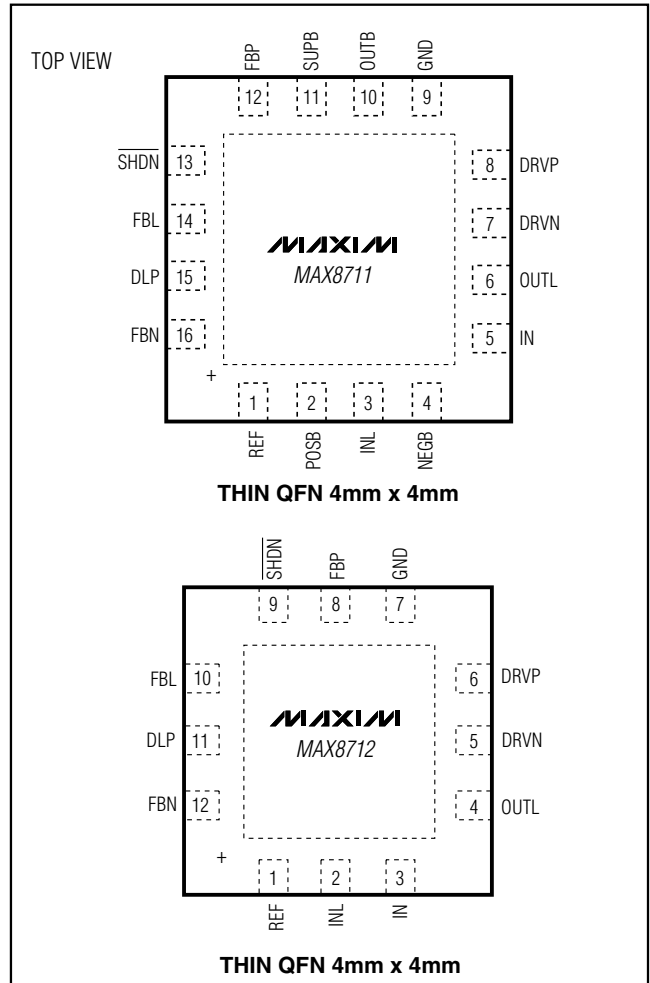 TOP VIEW
FBP SUPB OUTB GND
12 11 10 9
SHDN 13 8 DRVP
FBL 14 7 DRVN
MAXIM
MAX8711
DLP 15 6 OUTL
FBN 16 5 IN
+
1 2 3 4
REF POSB INL NEGB
THIN QFN 4mm x 4mm
SHDN FBP GND
9 8 7
FBL 10 6 DRVP
MAXIM
MAX8712
DLP 11 5 DRVN
FBN 12 4 OUTL
+
1 2 3
REF INL IN
THIN QFN 4mm x 4mm